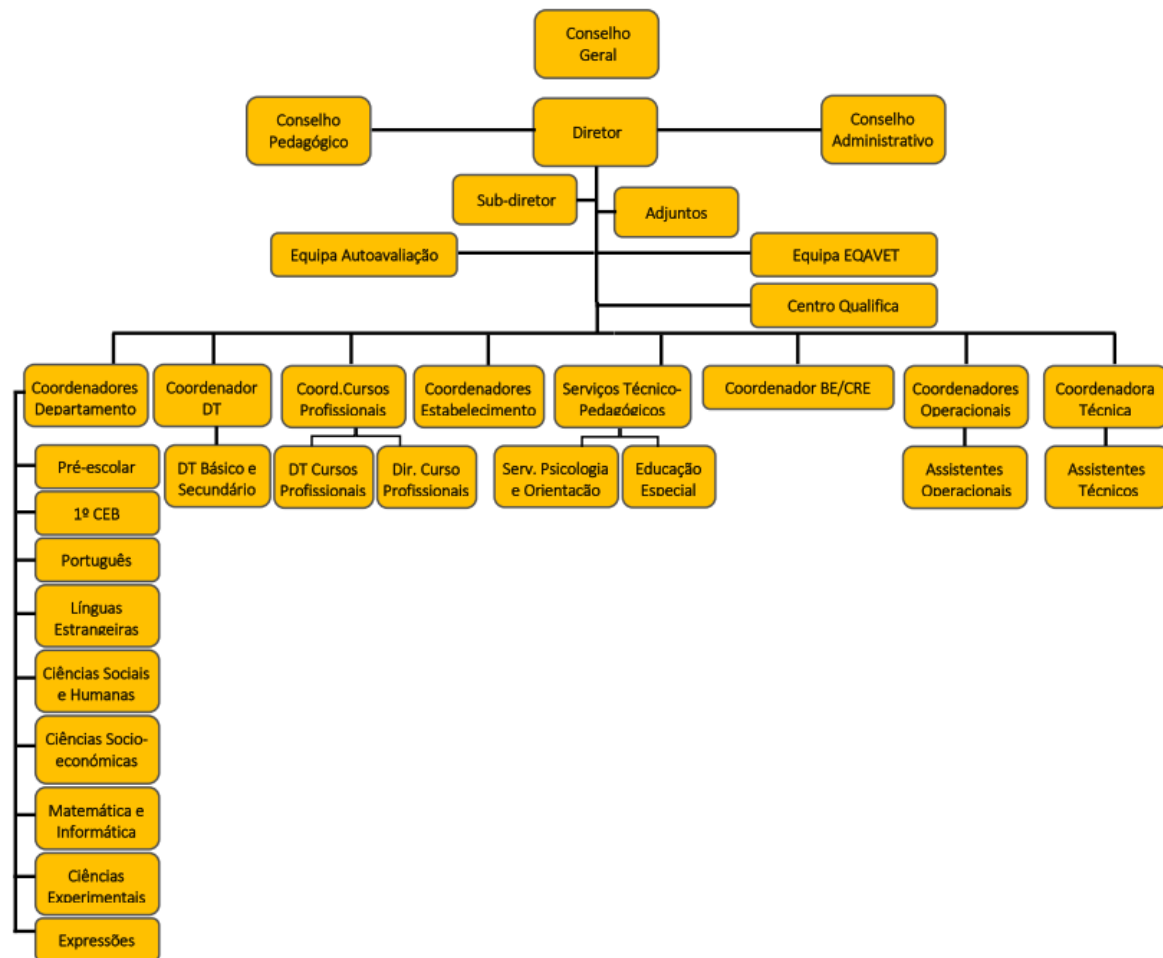 Conselho
Geral
Conselho
Pedagógico
Diretor
Conselho
Administrativo
Sub-diretor
Adjuntos
Equipa Autoavaliação
Equipa EQAVET
Centro Qualifica
Coordenadores
Departamento
Coordenador
DT
Coord.Cursos
Profissionais
Coordenadores
Estabelecimento
Serviços Técnico-
Pedagógicos
Coordenador BE/CRE
Coordenadores
Operacionais
Coordenadora
Técnica
Pré-escolar
DT Básico e
Secundário
DT Cursos
Profissionais
Dir. Curso
Profissionais
Serv. Psicologia
e Orientação
Educação
Especial
Assistentes
Operacionais
Assistentes
Técnicos
1º CEB
Português
Línguas
Estrangeiras
Ciências Sociais
e Humanas
Ciências Socio-
económicas
Matemática e
Informática
Ciências
Experimentais
Expressões